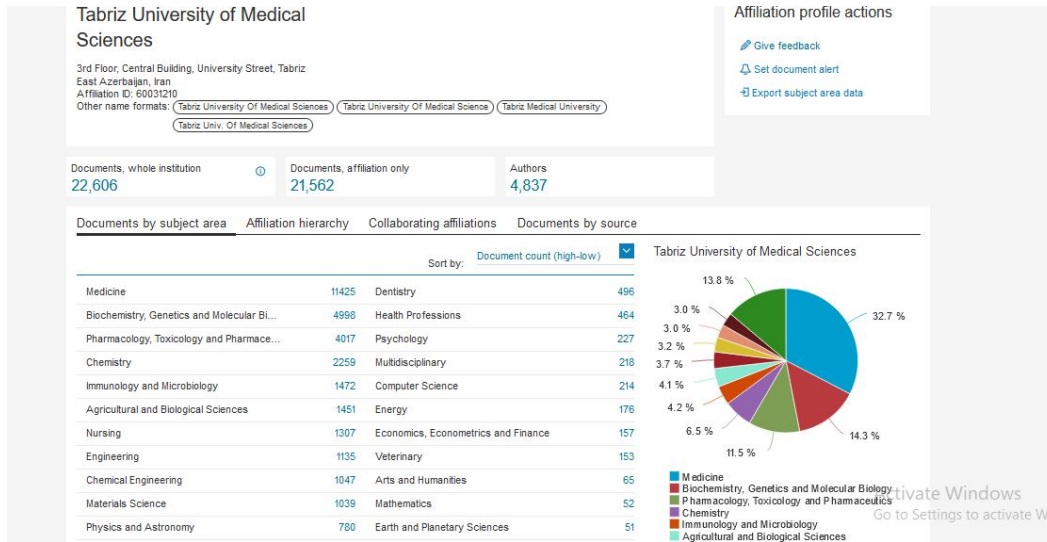 Tabriz University of Medical
Sciences
3rd Floor, Central Building, University Street, Tabriz
East Azerbaijan, Iran
Affiliation ID: 60031210
Other name formats: Tabriz University Of Medical Sciences Tabriz University Of Medical Science Tabriz Medical University
Tabriz Univ. Of Medical Sciences
Affiliation profile actions
Give feedback
Set document alert
Export subject area data
Documents, whole institution
22,606
Documents, affiliation only
21,562
Authors
4,837
Documents by subject area Affiliation hierarchy Collaborating affiliations Documents by source
Sort by: Document count (high-low)
Medicine 11425 Dentistry 496
Biochemistry, Genetics and Molecular Bi... 4998 Health Professions 464
Pharmacology, Toxicology and Pharmace... 4017 Psychology 227
Chemistry 2259 Multidisciplinary 218
Immunology and Microbiology 1472 Computer Science 214
Agricultural and Biological Sciences 1451 Energy 176
Nursing 1307 Economics, Econometrics and Finance 157
Engineering 1135 Veterinary 153
Chemical Engineering 1047 Arts and Humanities 65
Materials Science 1039 Mathematics 52
Physics and Astronomy 780 Earth and Planetary Sciences 51
Tabriz University of Medical Sciences
13.8 %
3.0 %
3.0 %
3.2 %
3.7 %
4.1 %
4.2 %
6.5 %
11.5 %
14.3 %
32.7 %
Medicine
Biochemistry, Genetics and Molecular Biology
Pharmacology, Toxicology and Pharmaceutics
Chemistry
Immunology and Microbiology
Agricultural and Biological Sciences
Activate Windows
Go to Settings to activate W